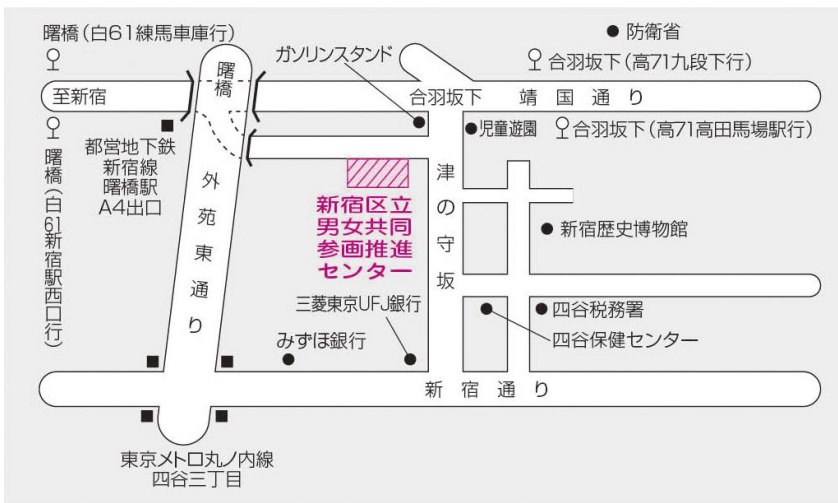 曙橋（白61練馬車庫行）
● 防衛省
ガソリンスタンド
合羽坂下（高71九段下行）
曙橋
至新宿
合羽坂下
靖国通り
児童遊園
合羽坂下（高71高田馬場駅行）
都営地下鉄
新宿線
曙橋駅
A4出口
曙橋（白61新宿駅西口行）
外苑東通り
津の守坂
新宿区立
男女共同
参画推進
センター
新宿歴史博物館
三菱東京UFJ銀行
みずほ銀行
四谷税務署
四谷保健センター
新宿通り
東京メトロ丸ノ内線
四谷三丁目